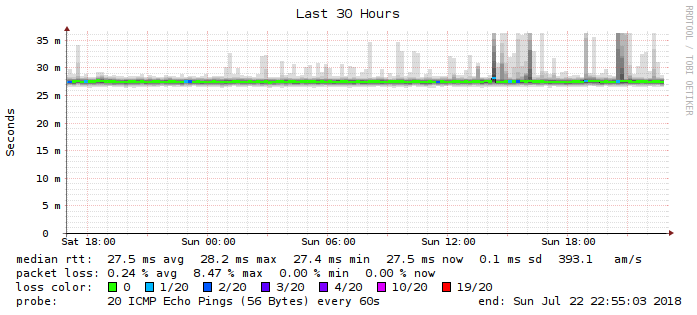 Last 30 Hours
RRDTOOL / TOBI OETIKER
Seconds
35 m
30 m
25 m
20 m
15 m
10 m
5 m
0
Sat 18:00 Sun 00:00 Sun 06:00 Sun 12:00 Sun 18:00
median rtt: 27.5 ms avg 28.2 ms max 27.4 ms min 27.5 ms now 0.1 ms sd 393.1 am/s
packet loss: 0.24 % avg 8.47 % max 0.00 % min 0.00 % now
loss color: 0 1/20 2/20 3/20 4/20 10/20 19/20
probe: 20 ICMP Echo Pings (56 Bytes) every 60s end: Sun Jul 22 22:55:03 2018